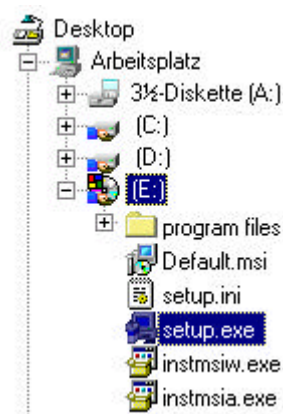 Desktop
Arbeitsplatz
3½-Diskette (A:)
(C:)
(D:)
(E:)
program files
Default.msi
setup.ini
setup.exe
instmsiw.exe
instmsia.exe